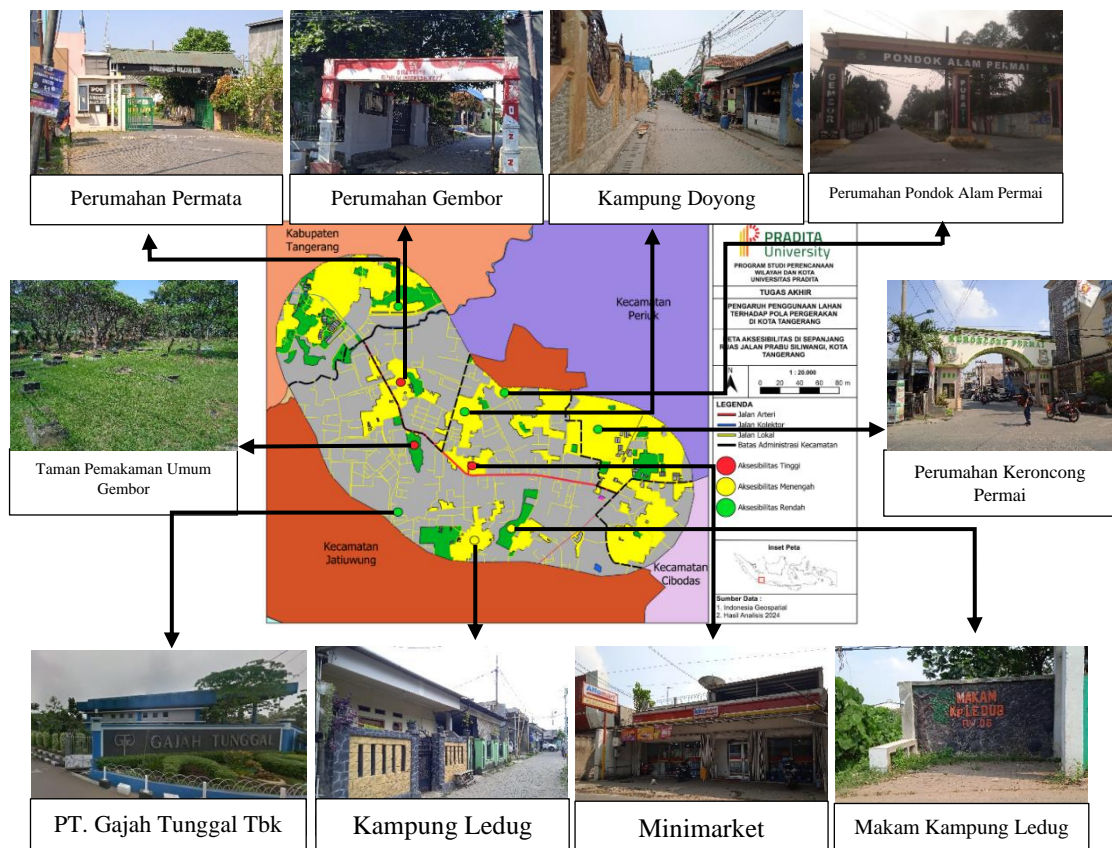 PONDOK ALAM PERMAI
GEMBOR
Perumahan Permata
Perumahan Gembor
Kampung Doyong
Perumahan Pondok Alam Permai
Kabupaten
Tangerang
Kecamatan
Periuk
Kecamatan
Jatiuwung
Kecamatan
Cibodas
PRADITA
University
PROGRAM STUDI PERENCANAAN
WILAYAH DAN KOTA
UNIVERSITAS PRADITA
TUGAS AKHIR
PENGARUH PENGGUNAAN LAHAN
TERHADAP POLA PERGERAKAN
DI KOTA TANGERANG
PETA AKSESIBILITAS DI SEPANJANG
RUAS JALAN PRABU SILIWANGI, KOTA
TANGERANG
N
1 : 20.000
0 20 40 60 80 m
LEGENDA
Jalan Arteri
Jalan Kolektor
Jalan Lokal
Batas Administrasi Kecamatan
Aksesibilitas Tinggi
Aksesibilitas Menengah
Aksesibilitas Rendah
Inset Peta
Sumber Data :
1. Indonesia Geospatial
2. Hasil Analisis 2024
Taman Pemakaman Umum
Gembor
KERONCONG PERMAI
Perumahan Keroncong
Permai
GAJAH TUNGGAL
MAKAM
Kp LEDUG
PT. Gajah Tunggal Tbk
Kampung Ledug
Minimarket
Makam Kampung Ledug